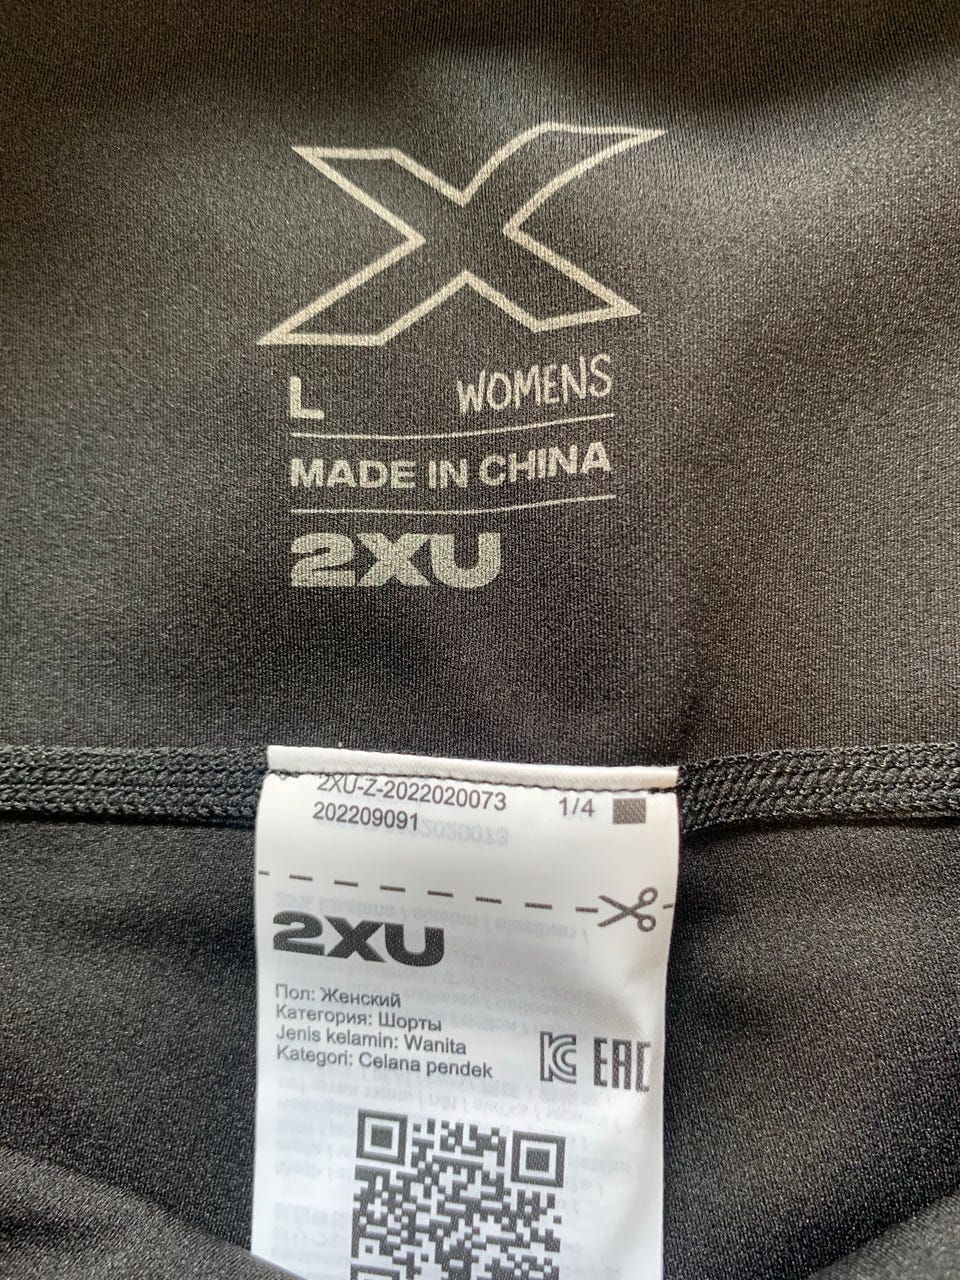 X
L WOMENS
MADE IN CHINA
2XU
2XU-Z-2022020073 1/4
202209091
2XU
Пол: Женский
Категория: Шорты
Jenis kelamin: Wanita
Kategori: Celana pendek
KC EAC